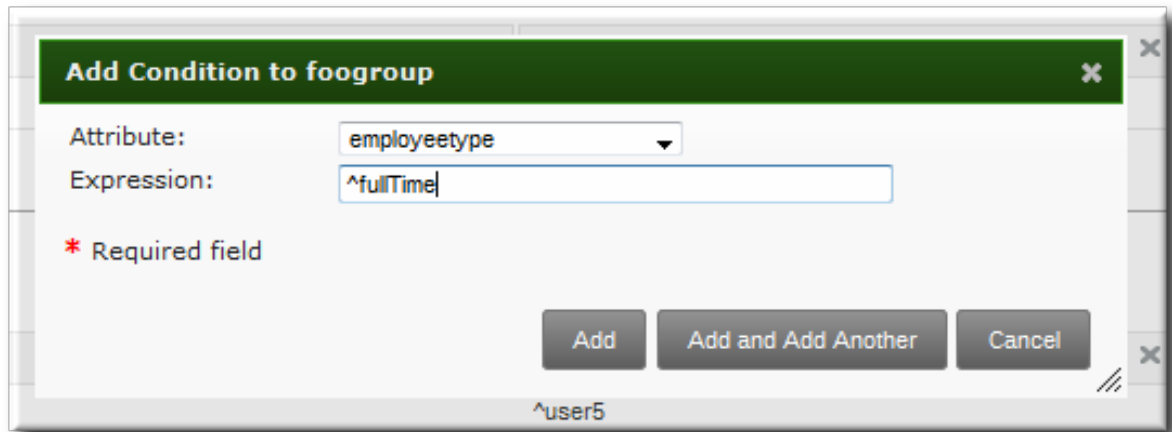 Add Condition to foogroup
Attribute: employeetype
Expression: ^fullTime
* Required field
Add Add and Add Another Cancel
^user5